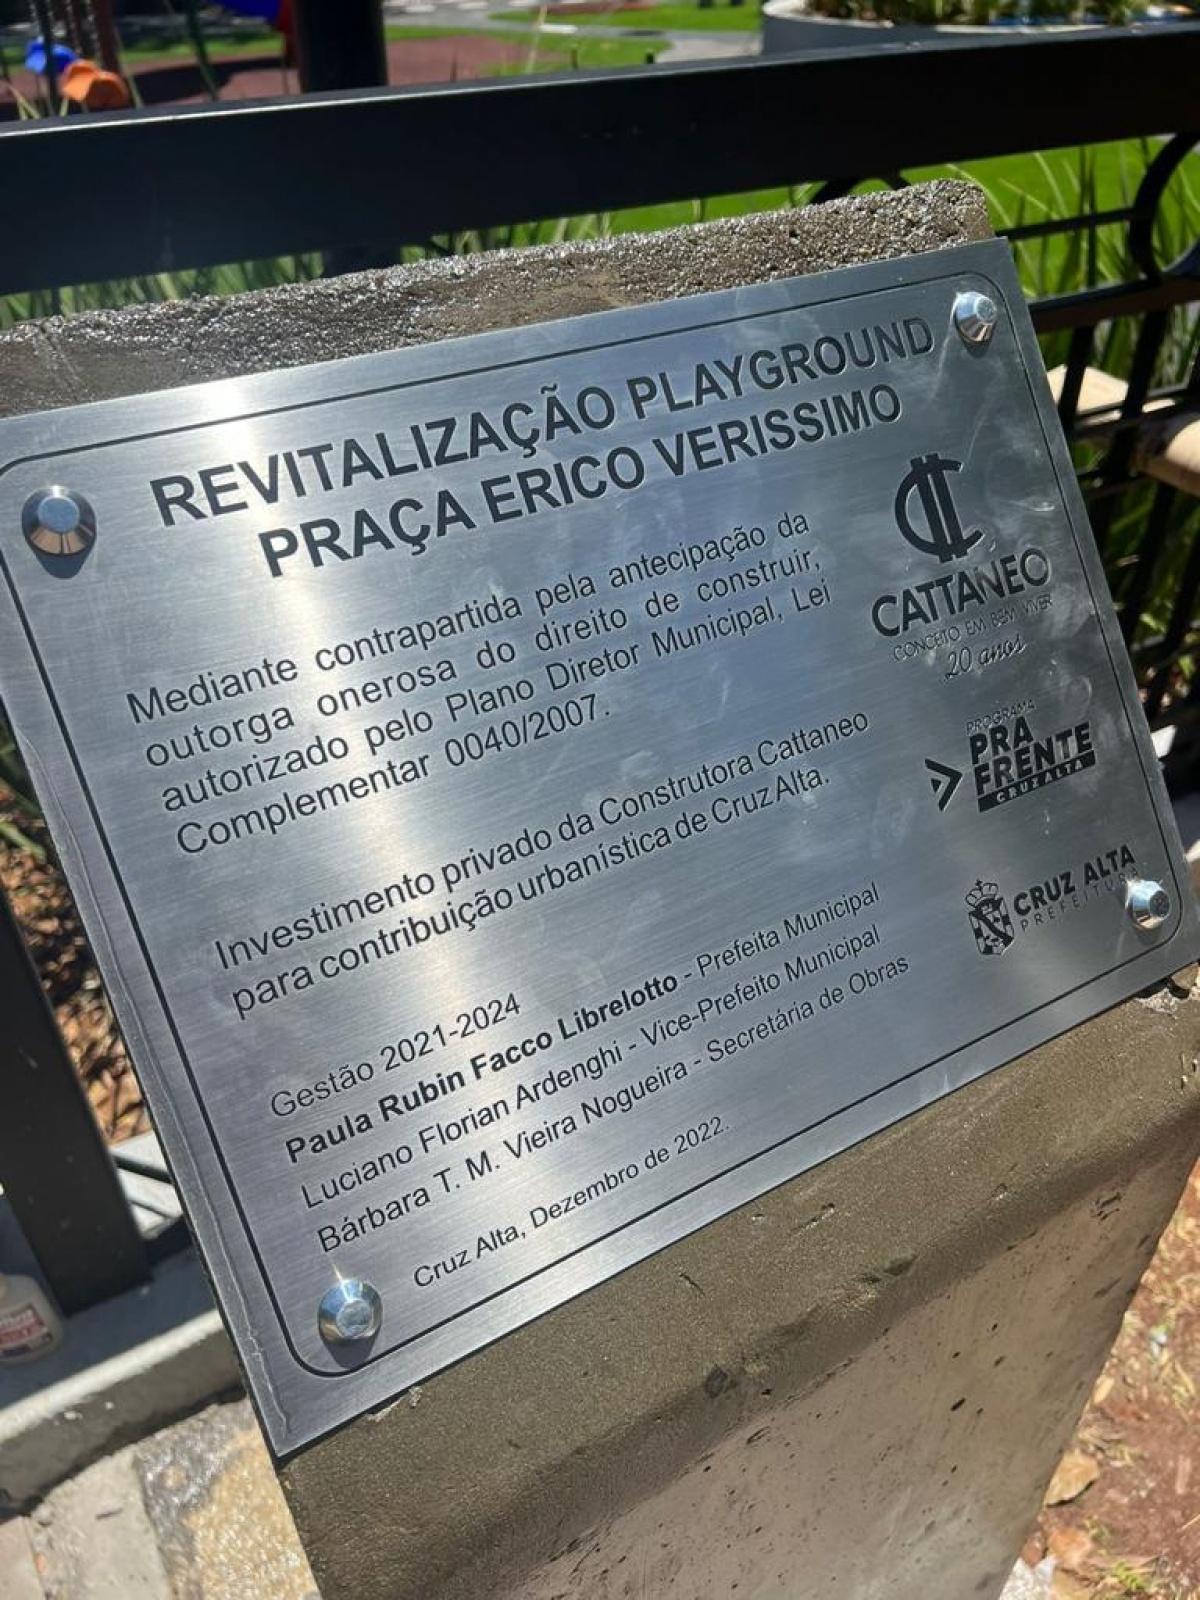 REVITALIZAÇÃO PLAYGROUND
PRAÇA ERICO VERISSIMO
Mediante contrapartida pela antecipação da
outorga onerosa do direito de construir,
autorizado pelo Plano Diretor Municipal, Lei
Complementar 0040/2007.
Investimento privado da Construtora Cattaneo
para contribuição urbanística de Cruz Alta.
Gestão 2021-2024
Paula Rubin Facco Librelotto - Prefeita Municipal
Luciano Florian Ardenghi - Vice-Prefeito Municipal
Bárbara T. M. Vieira Nogueira - Secretária de Obras
Cruz Alta, Dezembro de 2022.
CATTANEO
CONCEITO EM BEM VIVER
20 anos
PROGRAMA
PRA
FRENTE
CRUZ ALTA
CRUZ ALTA
PREFEITURA